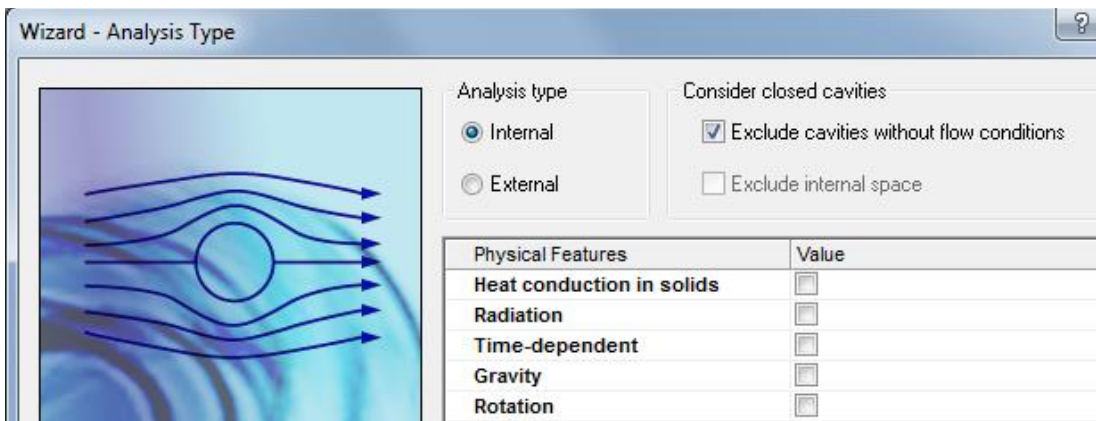 Wizard - Analysis Type
?
Analysis type
Internal
External
Consider closed cavities
Exclude cavities without flow conditions
Exclude internal space
Physical Features Value
Heat conduction in solids
Radiation
Time-dependent
Gravity
Rotation